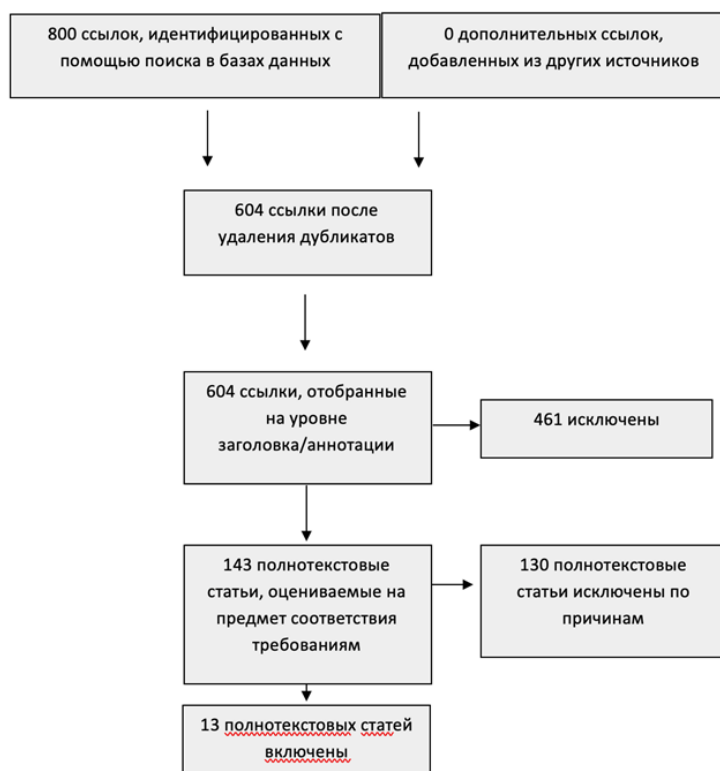 800 ссылок, идентифицированных с
помощью поиска в базах данных
0 дополнительных ссылок,
добавленных из других источников
604 ссылки после
удаления дубликатов
604 ссылки, отобранные
на уровне
заголовка/аннотации
461 исключены
143 полнотекстовые
статьи, оцениваемые на
предмет соответствия
требованиям
130 полнотекстовые
статьи исключены по
причинам
13 полнотекстовых статей
включены